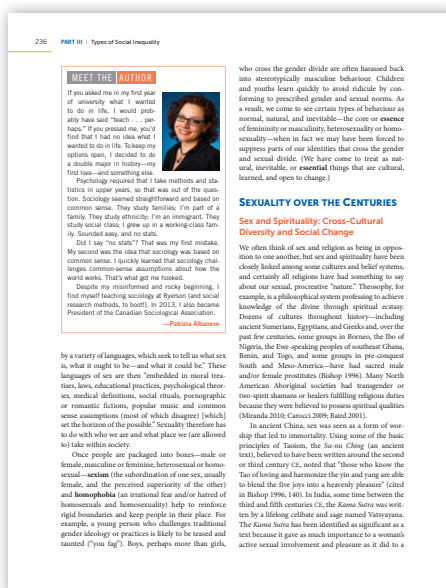 236 PART III | Types of Social Inequality
MEET THE AUTHOR
If you asked me in my first year
of university what I wanted
to do in life, I would prob-
ably have said "teach . . . per-
haps." If you pressed me, you'd
find that I had no idea what I
wanted to do in life. To keep my
options open, I decided to do
a double major in history—my
first love—and something else.
Psychology required that I take methods and sta-
tistics in upper years, so that was out of the ques-
tion. Sociology seemed straightforward and based on
common sense. They study families; I'm part of a
family. They study ethnicity; I'm an immigrant. They
study social class; I grew up in a working-class fam-
ily. Sounded easy, and no stats.
Did I say "no stats"? That was my first mistake.
My second was the idea that sociology was based on
common sense. I quickly learned that sociology chal-
lenges common-sense assumptions about how the
world works. That's what got me hooked.
Despite my misinformed and rocky beginning, I
find myself teaching sociology at Ryerson (and social
research methods, to boot!). In 2013, I also became
President of the Canadian Sociological Association.
—Patrizia Albanese
by a variety of languages, which seek to tell us what sex
is, what it ought to be—and what it could be." These
languages of sex are then "embedded in moral trea-
tises, laws, educational practices, psychological theor-
ies, medical definitions, social rituals, pornographic
or romantic fictions, popular music and common
sense assumptions (most of which disagree) [which]
set the horizon of the possible." Sexuality therefore has
to do with who we are and what place we (are allowed
to) take within society.
Once people are packaged into boxes—male or
female, masculine or feminine, heterosexual or homo-
sexual—sexism (the subordination of one sex, usually
female, and the perceived superiority of the other)
and homophobia (an irrational fear and/or hatred of
homosexuals and homosexuality) help to reinforce
rigid boundaries and keep people in their place. For
example, a young person who challenges traditional
gender ideology or practices is likely to be teased and
taunted ("you fag"). Boys, perhaps more than girls,
who cross the gender divide are often harassed back
into stereotypically masculine behaviour. Children
and youths learn quickly to avoid ridicule by con-
forming to prescribed gender and sexual norms. As
a result, we come to see certain types of behaviour as
normal, natural, and inevitable—the core or essence
of femininity or masculinity, heterosexuality or homo-
sexuality—when in fact we may have been forced to
suppress parts of our identities that cross the gender
and sexual divide. (We have come to treat as nat-
ural, inevitable, or essential things that are cultural,
learned, and open to change.)
SEXUALITY OVER THE CENTURIES
Sex and Spirituality: Cross-Cultural
Diversity and Social Change
We often think of sex and religion as being in oppos-
ition to one another, but sex and spirituality have been
closely linked among some cultures and belief systems,
and certainly all religions have had something to say
about our sexual, procreative "nature." Theosophy, for
example, is a philosophical system professing to achieve
knowledge of the divine through spiritual ecstasy.
Dozens of cultures throughout history—including
ancient Sumerians, Egyptians, and Greeks and, over the
past few centuries, some groups in Borneo, the Ibo of
Nigeria, the Ewe-speaking peoples of southeast Ghana,
Benin, and Togo, and some groups in pre-conquest
South and Meso-America—have had sacred male
and/or female prostitutes (Bishop 1996). Many North
American Aboriginal societies had transgender or
two-spirit shamans or healers fulfilling religious duties
because they were believed to possess spiritual qualities
(Miranda 2010; Carocci 2009; Baird 2001).
In ancient China, sex was seen as a form of wor-
ship that led to immortality. Using some of the basic
principles of Taoism, the Su-nu Ching (an ancient
text), believed to have been written around the second
or third century CE, noted that "those who know the
Tao of loving and harmonize the yin and yang are able
to blend the five joys into a heavenly pleasure" (cited
in Bishop 1996, 140). In India, some time between the
third and fifth centuries CE, the Kama Sutra was writ-
ten by a lifelong celibate and sage named Vatsyayana.
The Kama Sutra has been identified as significant as a
text because it gave as much importance to a woman's
active sexual involvement and pleasure as it did to a